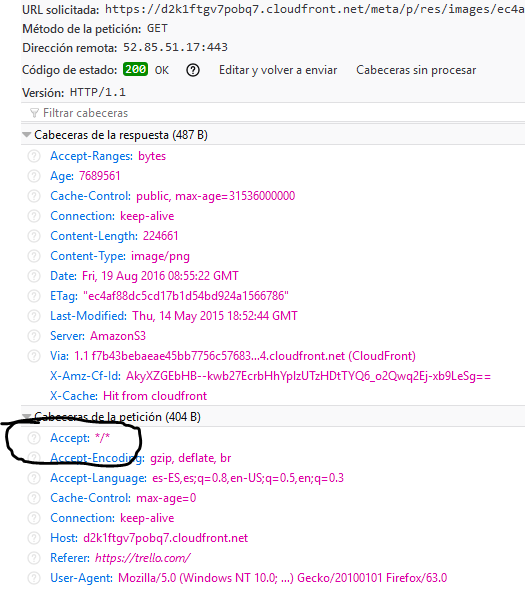 URL solicitada: https://d2k1ftgv7pobq7.cloudfront.net/meta/p/res/images/ec4a
Método de la petición: GET
Dirección remota: 52.85.51.17:443
Código de estado: 200 OK Editar y volver a enviar Cabeceras sin procesar
Versión: HTTP/1.1
Filtrar cabeceras
Cabeceras de la respuesta (487 B)
Accept-Ranges: bytes
Age: 7689561
Cache-Control: public, max-age=31536000000
Connection: keep-alive
Content-Length: 224661
Content-Type: image/png
Date: Fri, 19 Aug 2016 08:55:22 GMT
ETag: "ec4af88dc5cd17b1d54bd924a1566786"
Last-Modified: Thu, 14 May 2015 18:52:44 GMT
Server: AmazonS3
Via: 1.1 f7b43bebaeae45bb7756c57683...4.cloudfront.net (CloudFront)
X-Amz-Cf-Id: AkyXZGEbHB--kwb27EcrbHhYplzUTzHDtTYQ6_o2Qwq2Ej-xb9LeSg==
X-Cache: Hit from cloudfront
Cabeceras de la petición (404 B)
Accept: */*
Accept-Encoding: gzip, deflate, br
Accept-Language: es-ES,es;q=0.8,en-US;q=0.5,en;q=0.3
Cache-Control: max-age=0
Connection: keep-alive
Host: d2k1ftgv7pobq7.cloudfront.net
Referer: https://trello.com/
User-Agent: Mozilla/5.0 (Windows NT 10.0; ...) Gecko/20100101 Firefox/63.0